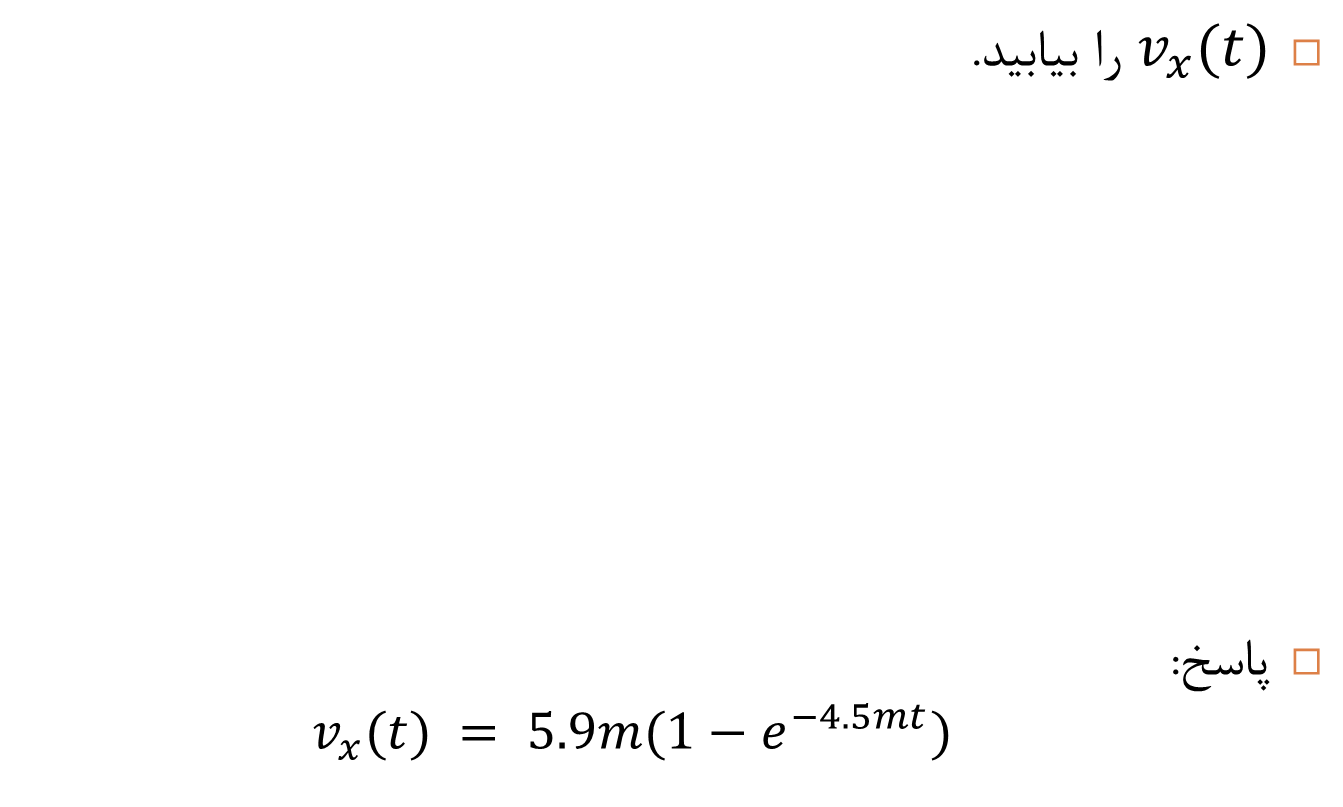 □ v_x(t) را بیابید.
□ پاسخ:
v_x(t) = 5.9m(1 − e^{−4.5mt})